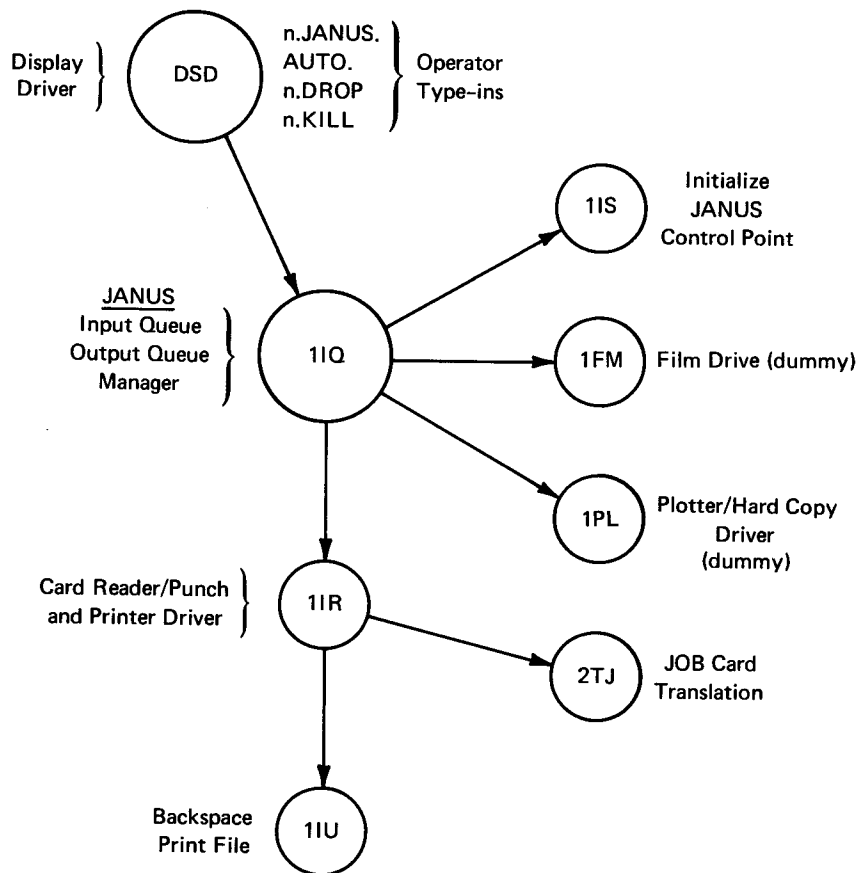 Display
Driver
DSD
n.JANUS.
AUTO.
n.DROP
n.KILL
Operator
Type-ins
1IS
Initialize
JANUS
Control Point
JANUS
Input Queue
Output Queue
Manager
1IQ
1FM
Film Drive (dummy)
1PL
Plotter/Hard Copy
Driver
(dummy)
Card Reader/Punch
and Printer Driver
1IR
2TJ
JOB Card
Translation
Backspace
Print File
1IU